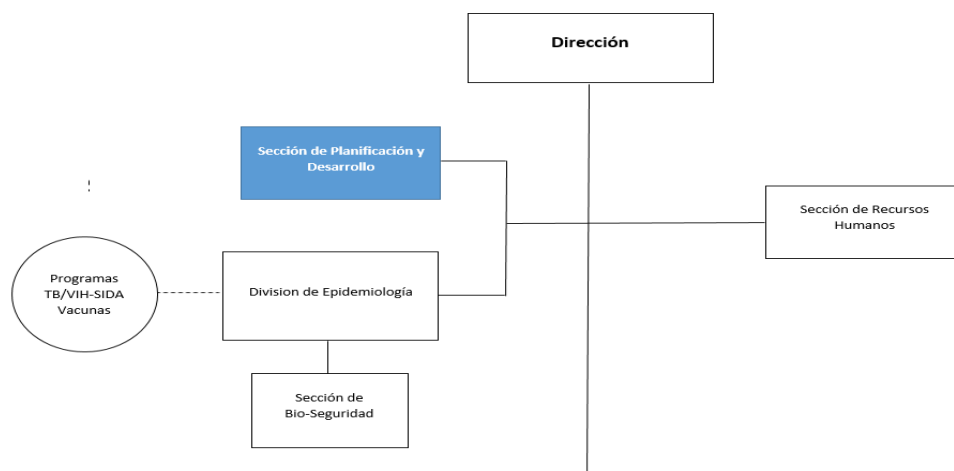 Dirección
Sección de Planificación y
Desarrollo
Sección de Recursos
Humanos
Programas
TB/VIH-SIDA
Vacunas
Division de Epidemiología
Sección de
Bio-Seguridad